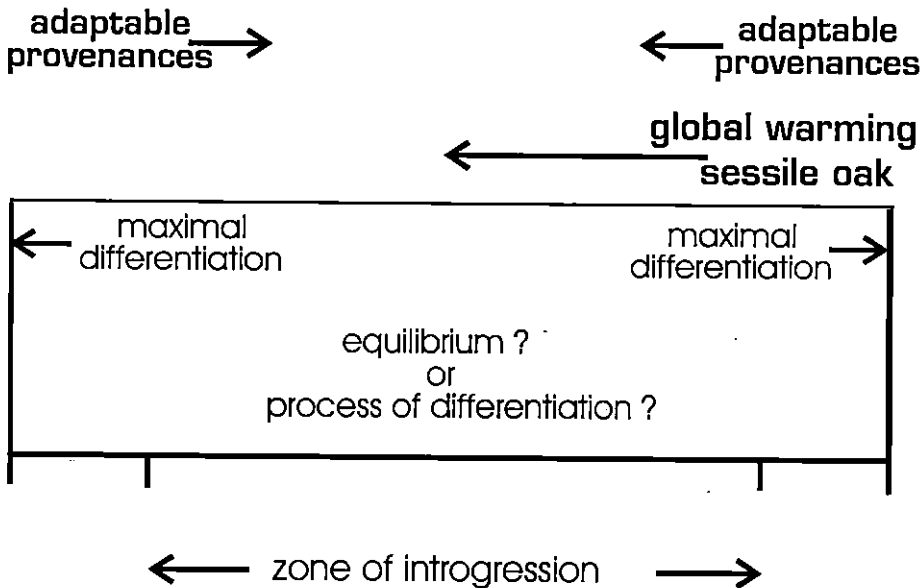 adaptable
provenances
adaptable
provenances
global warming
sessile oak
maximal
differentiation
maximal
differentiation
equilibrium ?
or
process of differentiation ?
zone of introgression